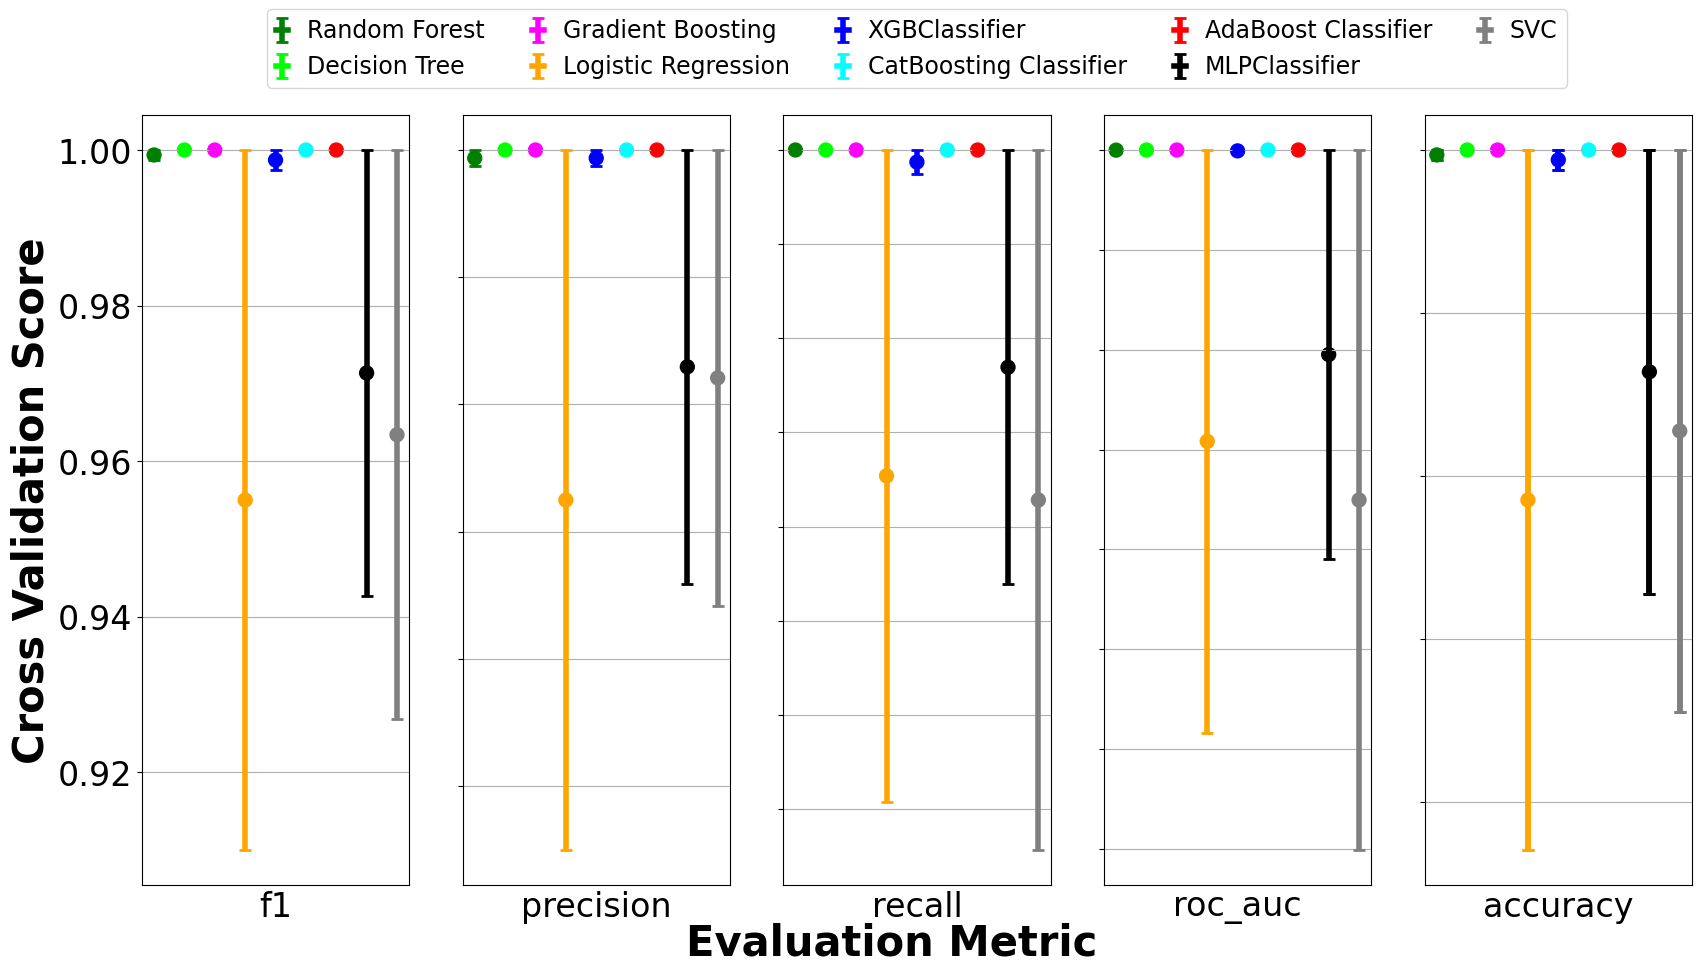 Random Forest Gradient Boosting XGBClassifier AdaBoost Classifier SVC
Decision Tree Logistic Regression CatBoosting Classifier MLPClassifier
1.00
0.98
0.96
0.94
0.92
Cross Validation Score
f1 precision recall roc_auc accuracy
Evaluation Metric